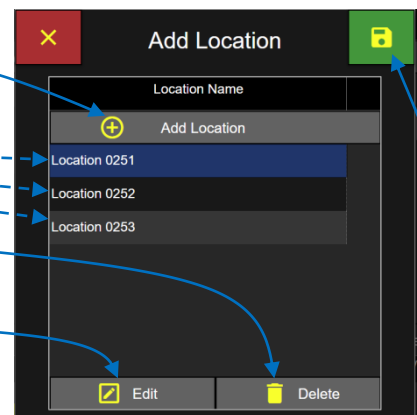 Add Location
Location Name
Add Location
Location 0251
Location 0252
Location 0253
Edit
Delete